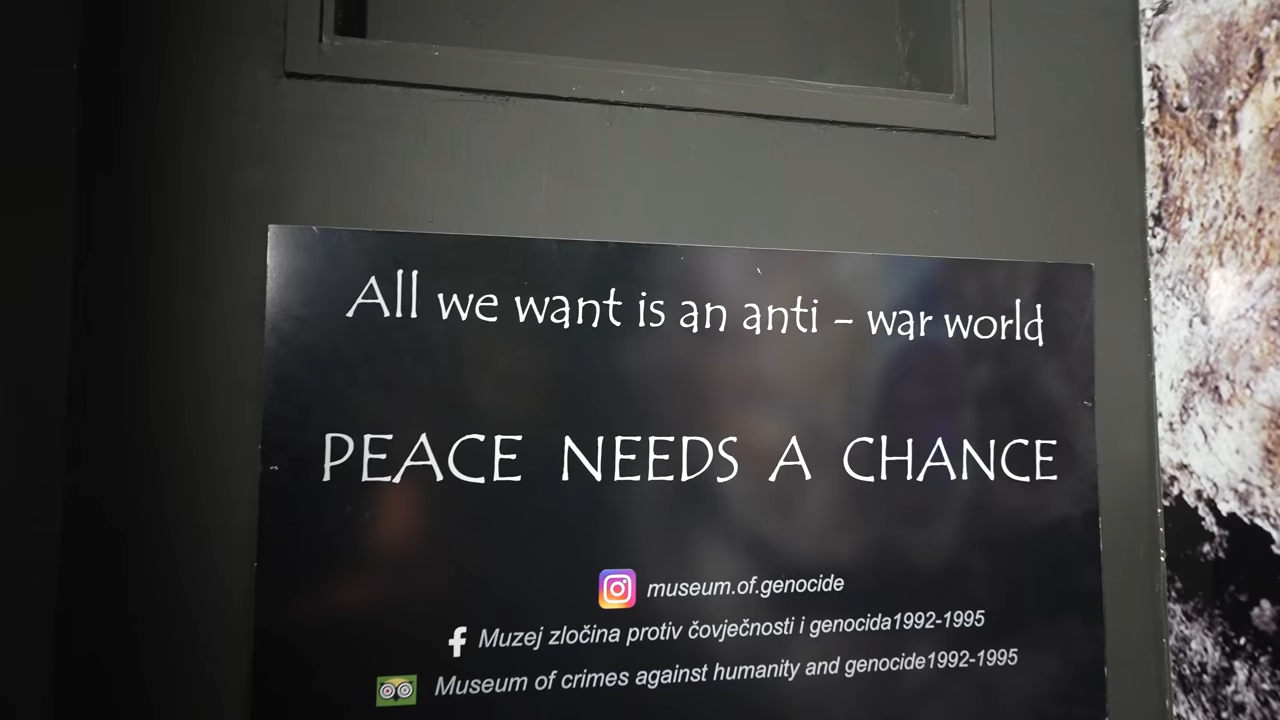 All we want is an anti - war world
PEACE NEEDS A CHANCE
museum.of.genocide
Muzej zločina protiv čovječnosti i genocida1992-1995
Museum of crimes against humanity and genocide1992-1995